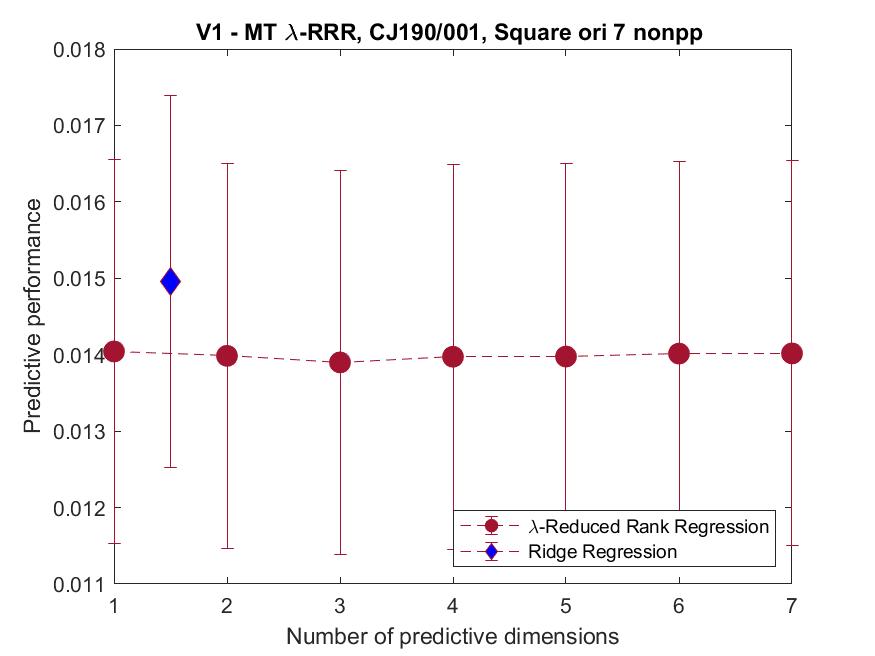 V1 - MT λ-RRR, CJ190/001, Square ori 7 nonpp
0.018
0.017
0.016
0.015
0.014
0.013
0.012
0.011
Predictive performance
λ-Reduced Rank Regression
Ridge Regression
1 2 3 4 5 6 7
Number of predictive dimensions